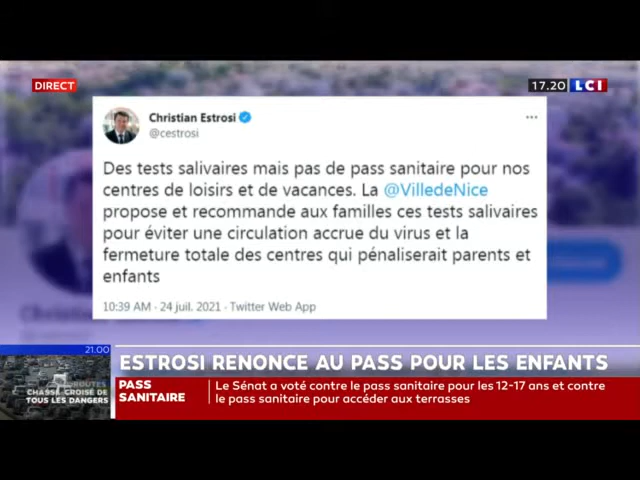 DIRECT
17.20 LCI
Christian Estrosi
@cestrosi
Des tests salivaires mais pas de pass sanitaire pour nos
centres de loisirs et de vacances. La @VilledeNice
propose et recommande aux familles ces tests salivaires
pour éviter une circulation accrue du virus et la
fermeture totale des centres qui pénaliserait parents et
enfants
10:39 AM · 24 juil. 2021 · Twitter Web App
21.00
ROUTES
CHASSÉ-CROISÉ DE
TOUS LES DANGERS
ESTROSI RENONCE AU PASS POUR LES ENFANTS
PASS
SANITAIRE
Le Sénat a voté contre le pass sanitaire pour les 12-17 ans et contre
le pass sanitaire pour accéder aux terrasses